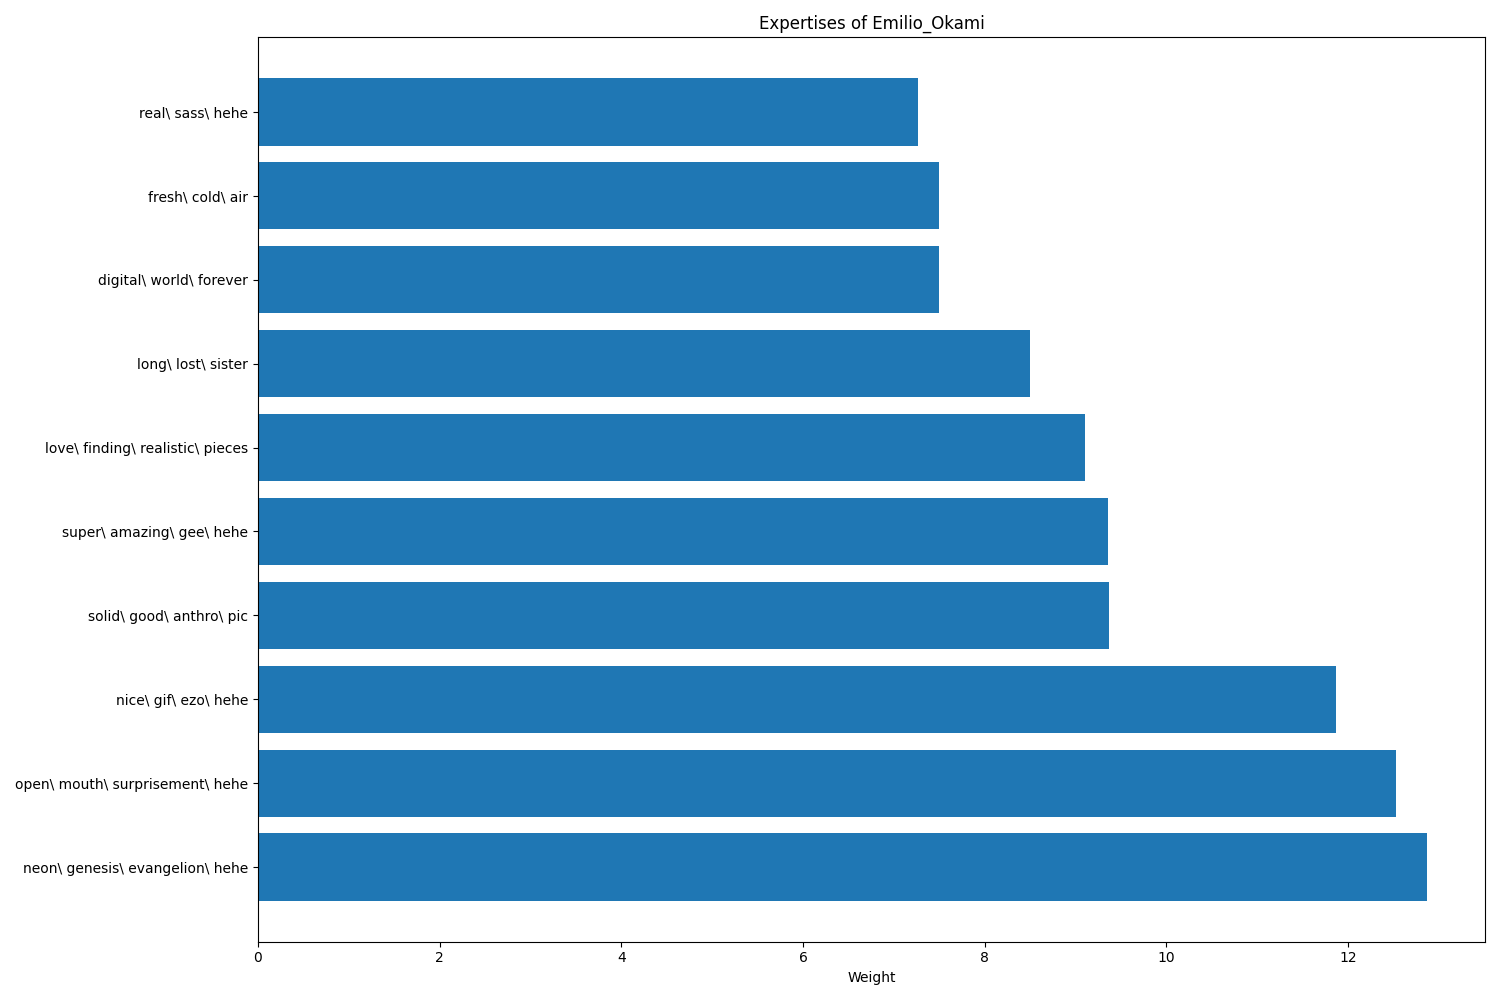 Expertises of Emilio_Okami
real\ sass\ hehe
fresh\ cold\ air
digital\ world\ forever
long\ lost\ sister
love\ finding\ realistic\ pieces
super\ amazing\ gee\ hehe
solid\ good\ anthro\ pic
nice\ gif\ ezo\ hehe
open\ mouth\ surprisement\ hehe
neon\ genesis\ evangelion\ hehe
0 2 4 6 8 10 12
Weight